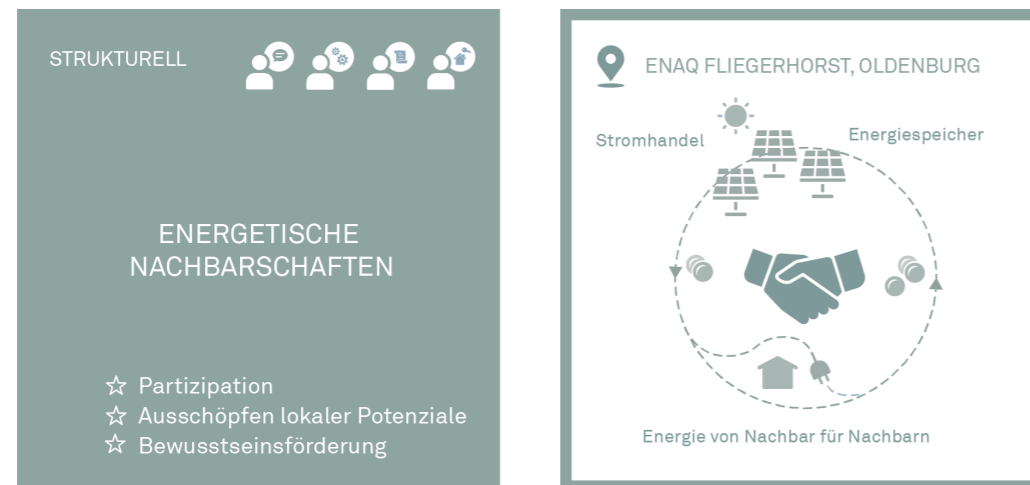 STRUKTURELL
ENERGETISCHE
NACHBARSCHAFTEN
Partizipation
Ausschöpfen lokaler Potenziale
Bewusstseinsförderung
ENAQ FLIEGERHORST, OLDENBURG
Stromhandel
Energiespeicher
Energie von Nachbar für Nachbarn